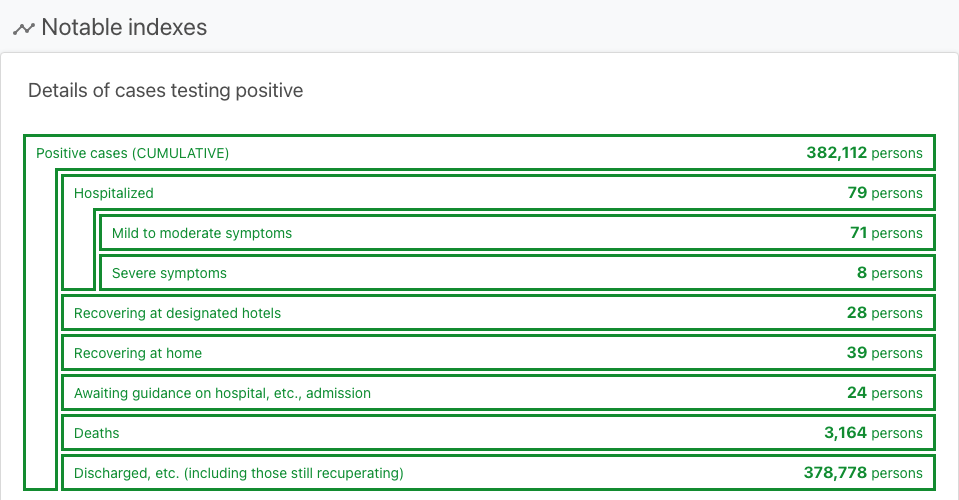 Notable indexes
Details of cases testing positive
Positive cases (CUMULATIVE) 382,112 persons
Hospitalized 79 persons
Mild to moderate symptoms 71 persons
Severe symptoms 8 persons
Recovering at designated hotels 28 persons
Recovering at home 39 persons
Awaiting guidance on hospital, etc., admission 24 persons
Deaths 3,164 persons
Discharged, etc. (including those still recuperating) 378,778 persons